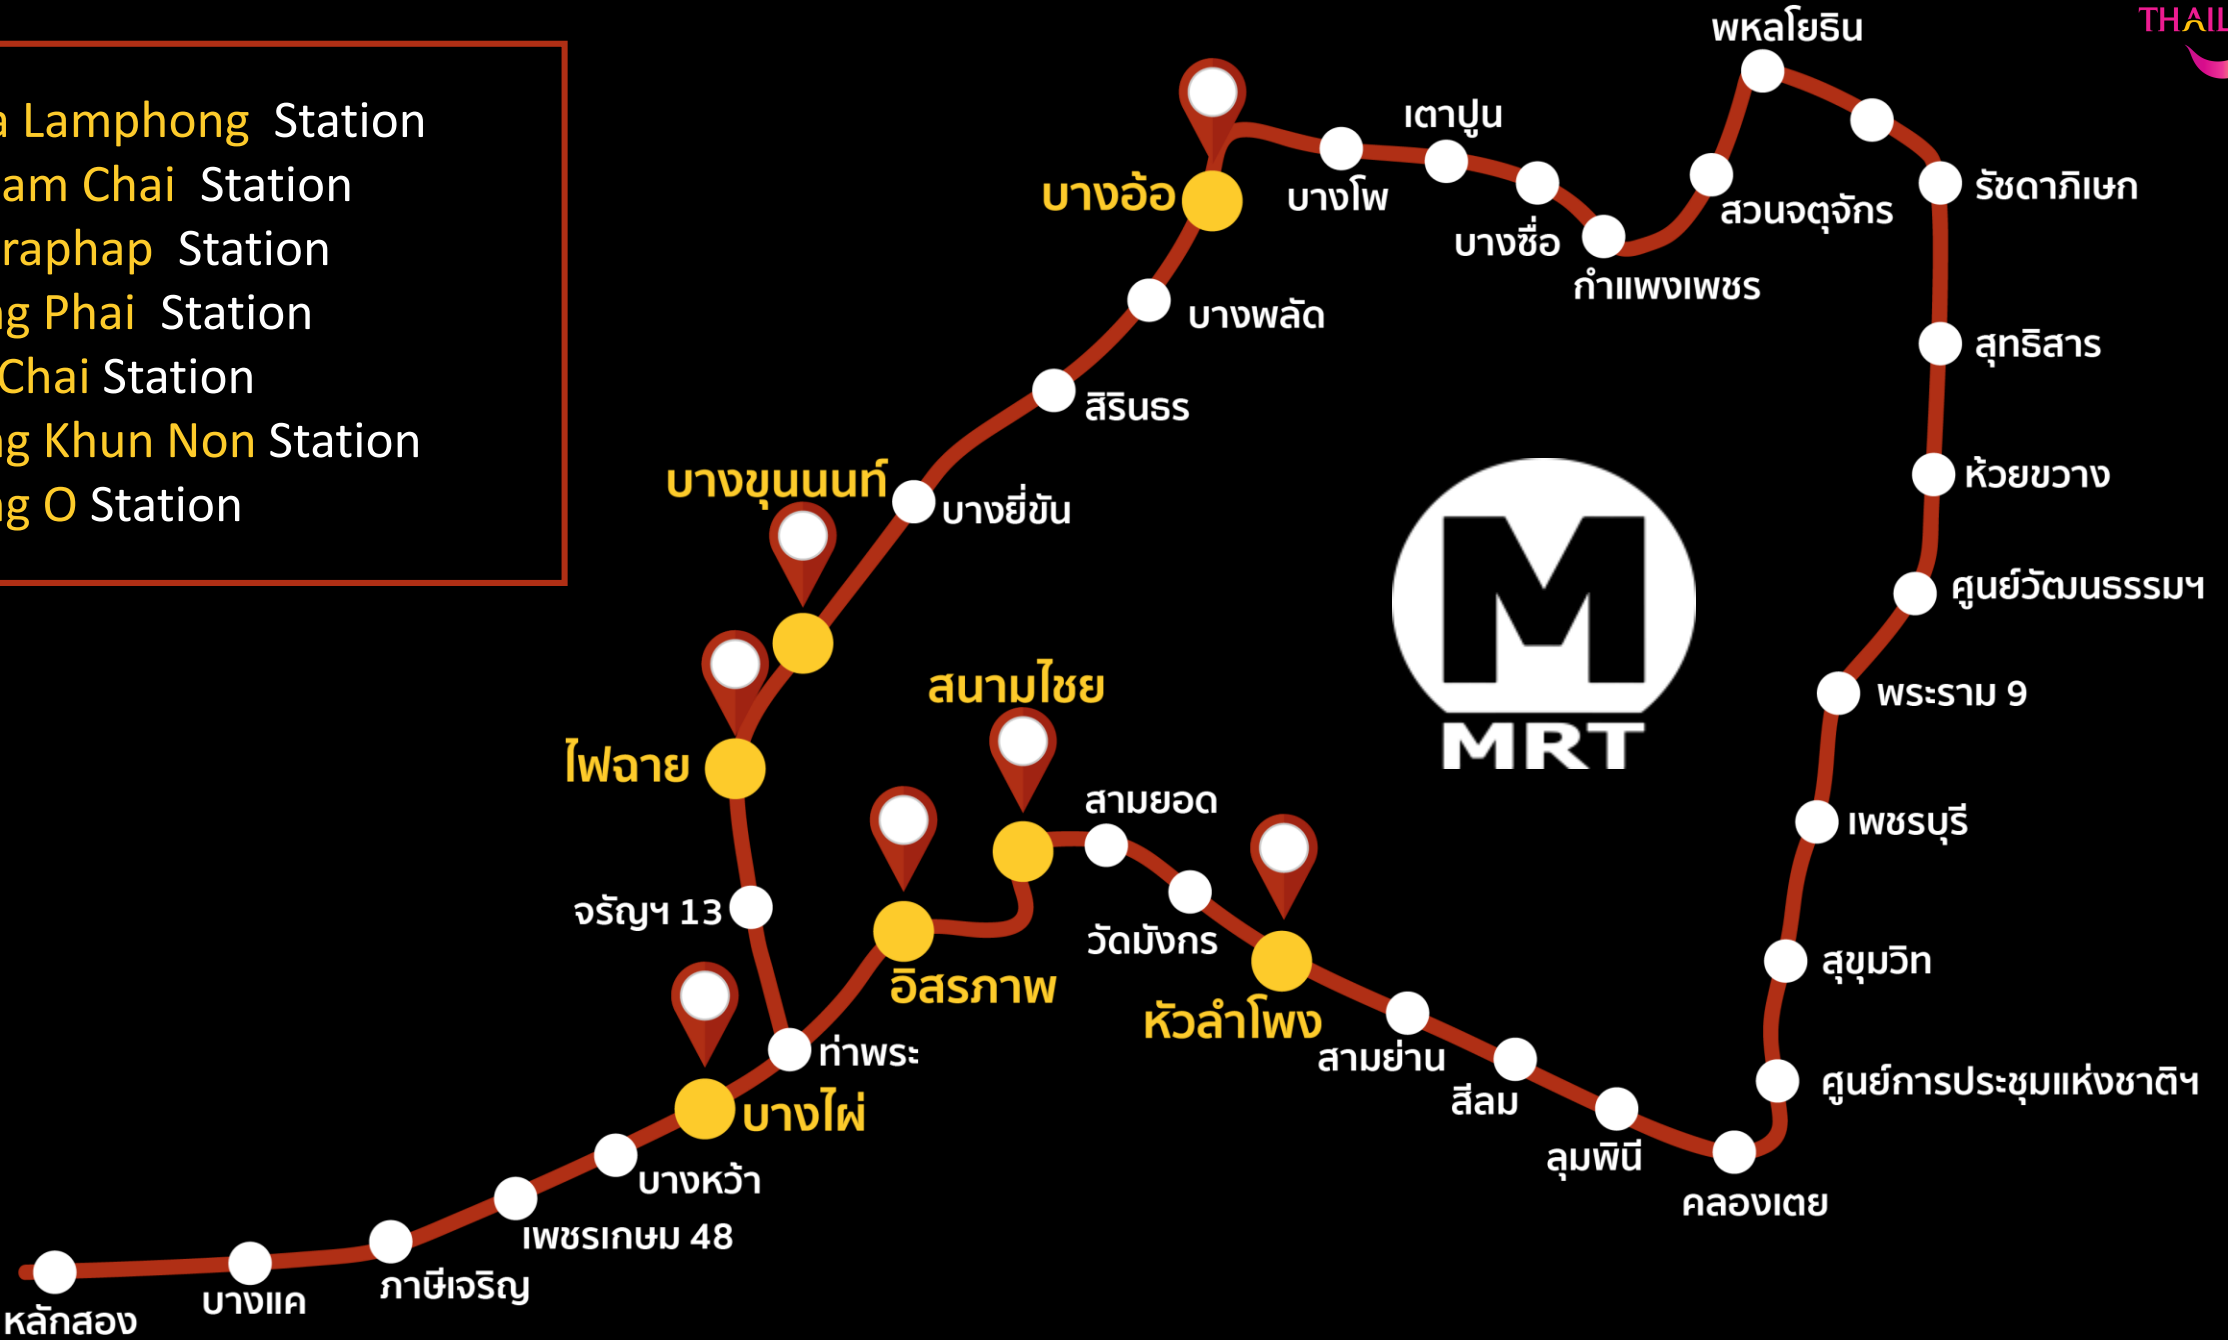 Lamphong Station
am Chai Station
raphap Station
g Phai Station
Chai Station
g Khun Non Station
g O Station
THAIL
พหลโยธิน
เตาปูน
รัชดาภิเษก
บางอ้อ
บางโพ
สวนจตุจักร
บางซื่อ
กำแพงเพชร
บางพลัด
สุทธิสาร
สิรินธร
ห้วยขวาง
บางขุนนนท์
บางยี่ขัน
ศูนย์วัฒนธรรมฯ
M
MRT
พระราม 9
สนามไชย
ไฟฉาย
สามยอด
เพชรบุรี
จรัญฯ 13
วัดมังกร
สุขุมวิท
อิสรภาพ
หัวลำโพง
ท่าพระ
สามย่าน
ศูนย์การประชุมแห่งชาติฯ
สีลม
บางไผ่
ลุมพินี
บางหว้า
คลองเตย
เพชรเกษม 48
ภาษีเจริญ
บางแค
หลักสอง